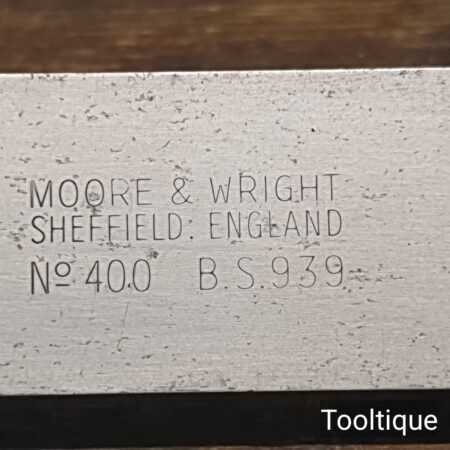 MOORE & WRIGHT
SHEFFIELD: ENGLAND
Nº 400 B.S.939
Tooltique